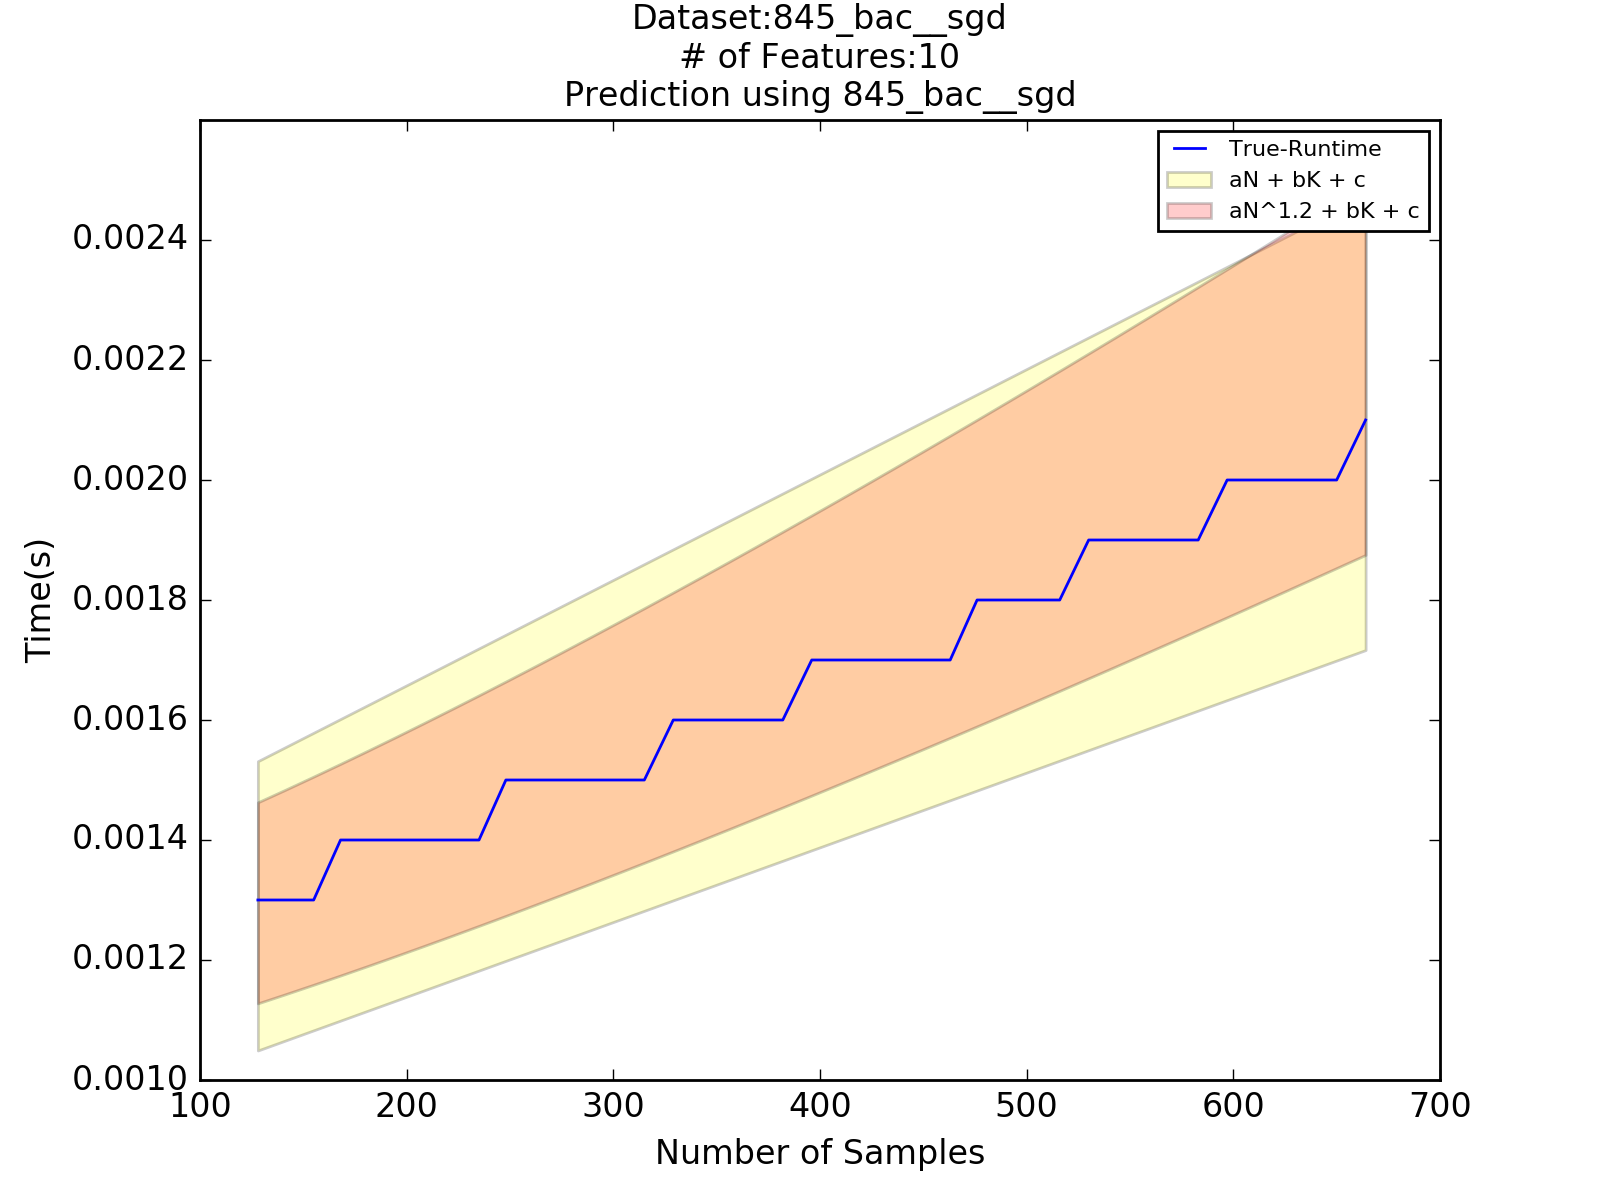 Dataset:845_bac__sgd
# of Features:10
Prediction using 845_bac__sgd
True-Runtime
aN + bK + c
aN^1.2 + bK + c
0.0024
0.0022
0.0020
0.0018
0.0016
0.0014
0.0012
0.0010
Time(s)
100 200 300 400 500 600 700
Number of Samples